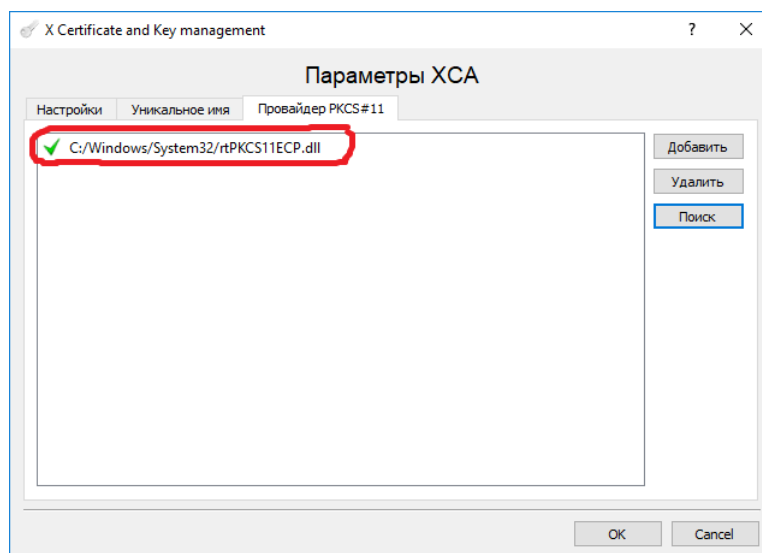 X Certificate and Key management
Параметры XCA
Настройки Уникальное имя Провайдер PKCS#11
C:/Windows/System32/rtPKCS11ECP.dll
Добавить
Удалить
Поиск
OK Cancel